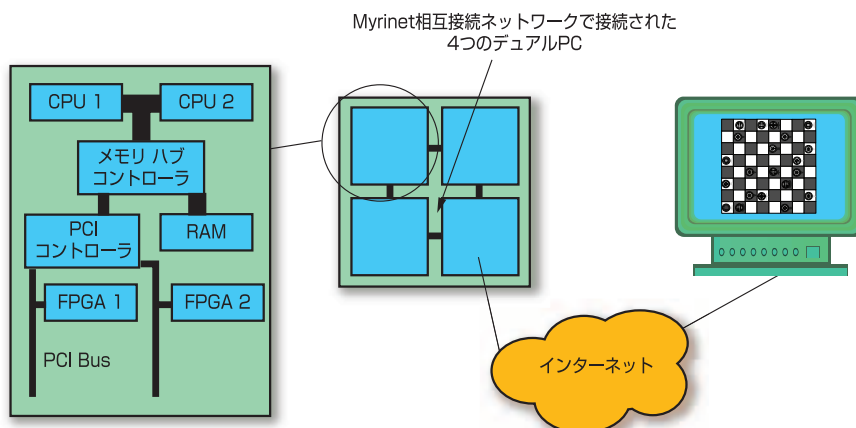 Myrinet相互接続ネットワークで接続された
4つのデュアルPC
CPU 1
CPU 2
メモリ ハブ
コントローラ
PCI
コントローラ
RAM
FPGA 1
FPGA 2
PCI Bus
インターネット